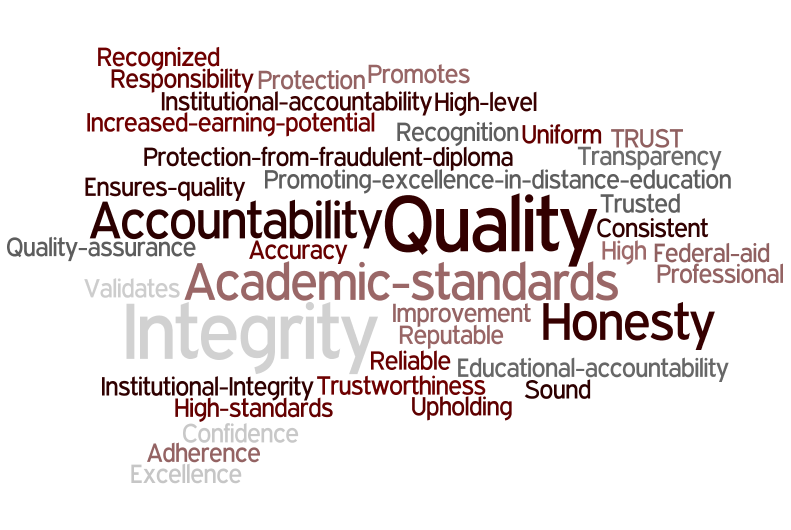 Recognized
Responsibility Protection Promotes
Institutional-accountability High-level
Increased-earning-potential Recognition Uniform TRUST
Protection-from-fraudulent-diploma Transparency
Ensures-quality Promoting-excellence-in-distance-education
Trusted
Accountability Quality Consistent
Quality-assurance Accuracy High Federal-aid
Validates Academic-standards Professional
Integrity Improvement Honesty
Reputable
Reliable Educational-accountability
Institutional-Integrity Trustworthiness Sound
High-standards Upholding
Confidence
Adherence
Excellence